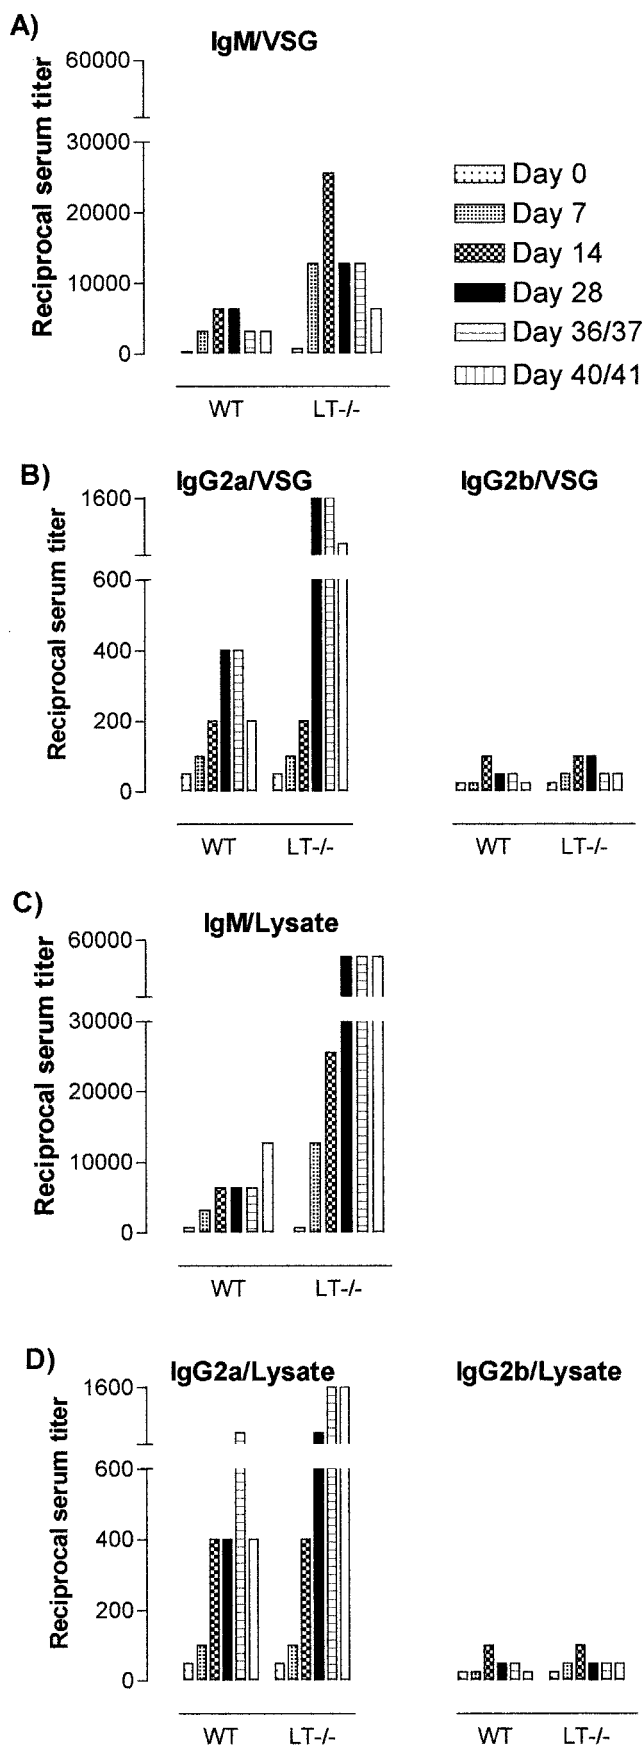 A)
IgM/VSG
Reciprocal serum titer
60000
30000
20000
10000
0
WT
LT-/-
Day 0
Day 7
Day 14
Day 28
Day 36/37
Day 40/41
B)
IgG2a/VSG
IgG2b/VSG
Reciprocal serum titer
1600
600
400
200
0
WT
LT-/-
WT
LT-/-
C)
IgM/Lysate
Reciprocal serum titer
60000
30000
20000
10000
0
WT
LT-/-
D)
IgG2a/Lysate
IgG2b/Lysate
Reciprocal serum titer
1600
600
400
200
0
WT
LT-/-
WT
LT-/-